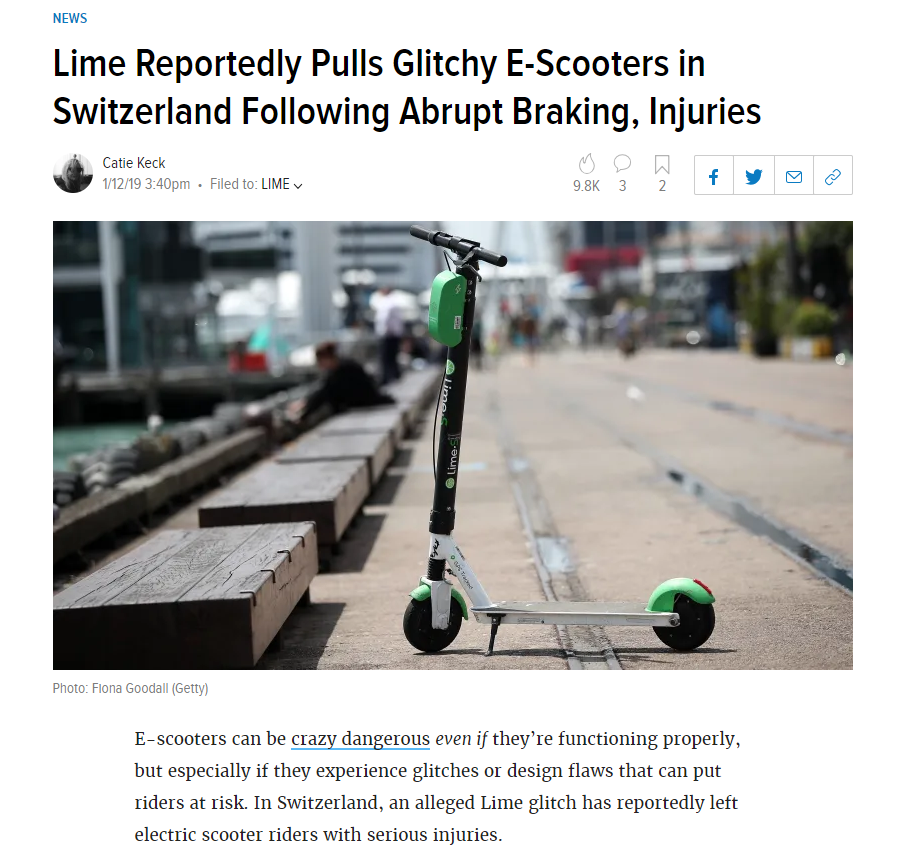 NEWS
Lime Reportedly Pulls Glitchy E-Scooters in
Switzerland Following Abrupt Braking, Injuries
Catie Keck
1/12/19 3:40pm • Filed to: LIME
9.8K 3 2
Lime-S
Lime-S
Photo: Fiona Goodall (Getty)
E-scooters can be crazy dangerous even if they’re functioning properly,
but especially if they experience glitches or design flaws that can put
riders at risk. In Switzerland, an alleged Lime glitch has reportedly left
electric scooter riders with serious injuries.